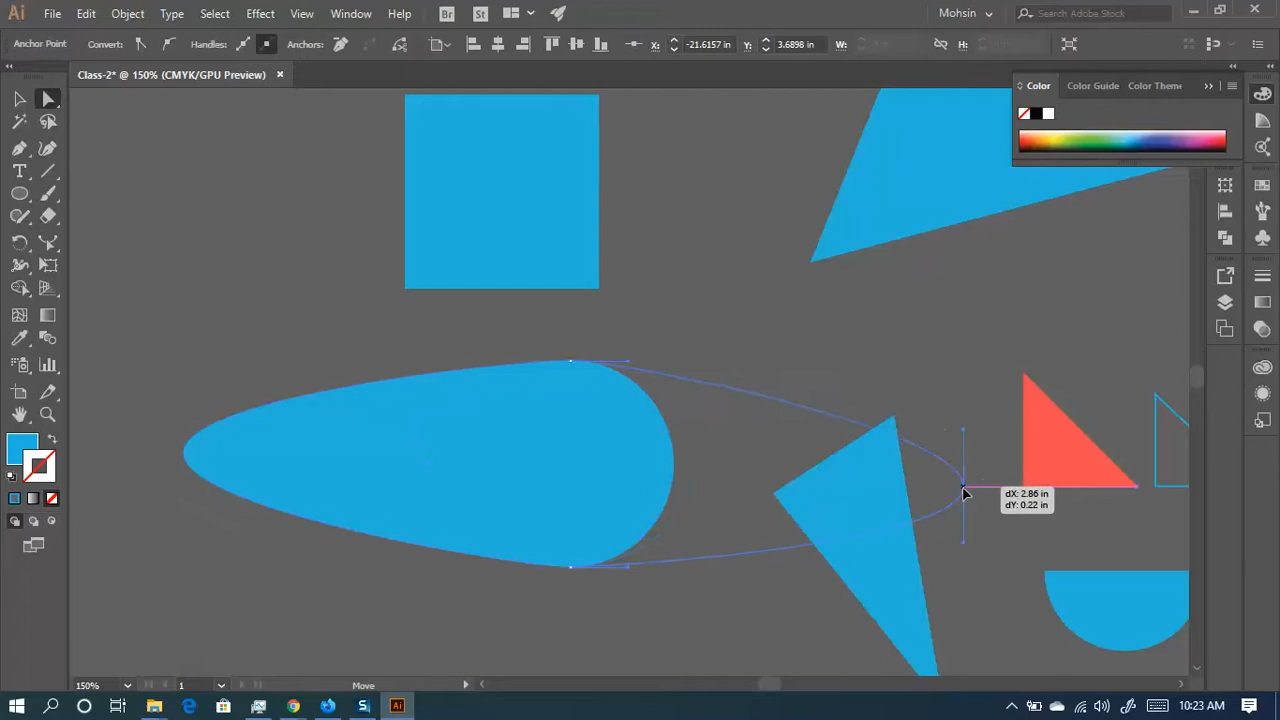 Ai File Edit Object Type Select Effect View Window Help Br St Mohsin Search Adobe Stock
Anchor Point Convert: Handles: Anchors: X: -21.6157 in Y: 3.6898 in W: H:
Class-2* @ 150% (CMYK/GPU Preview) ×
Color Color Guide Color Theme
dX: 2.86 in
dY: 0.22 in
150% 1 Move
S Ai 10:23 AM